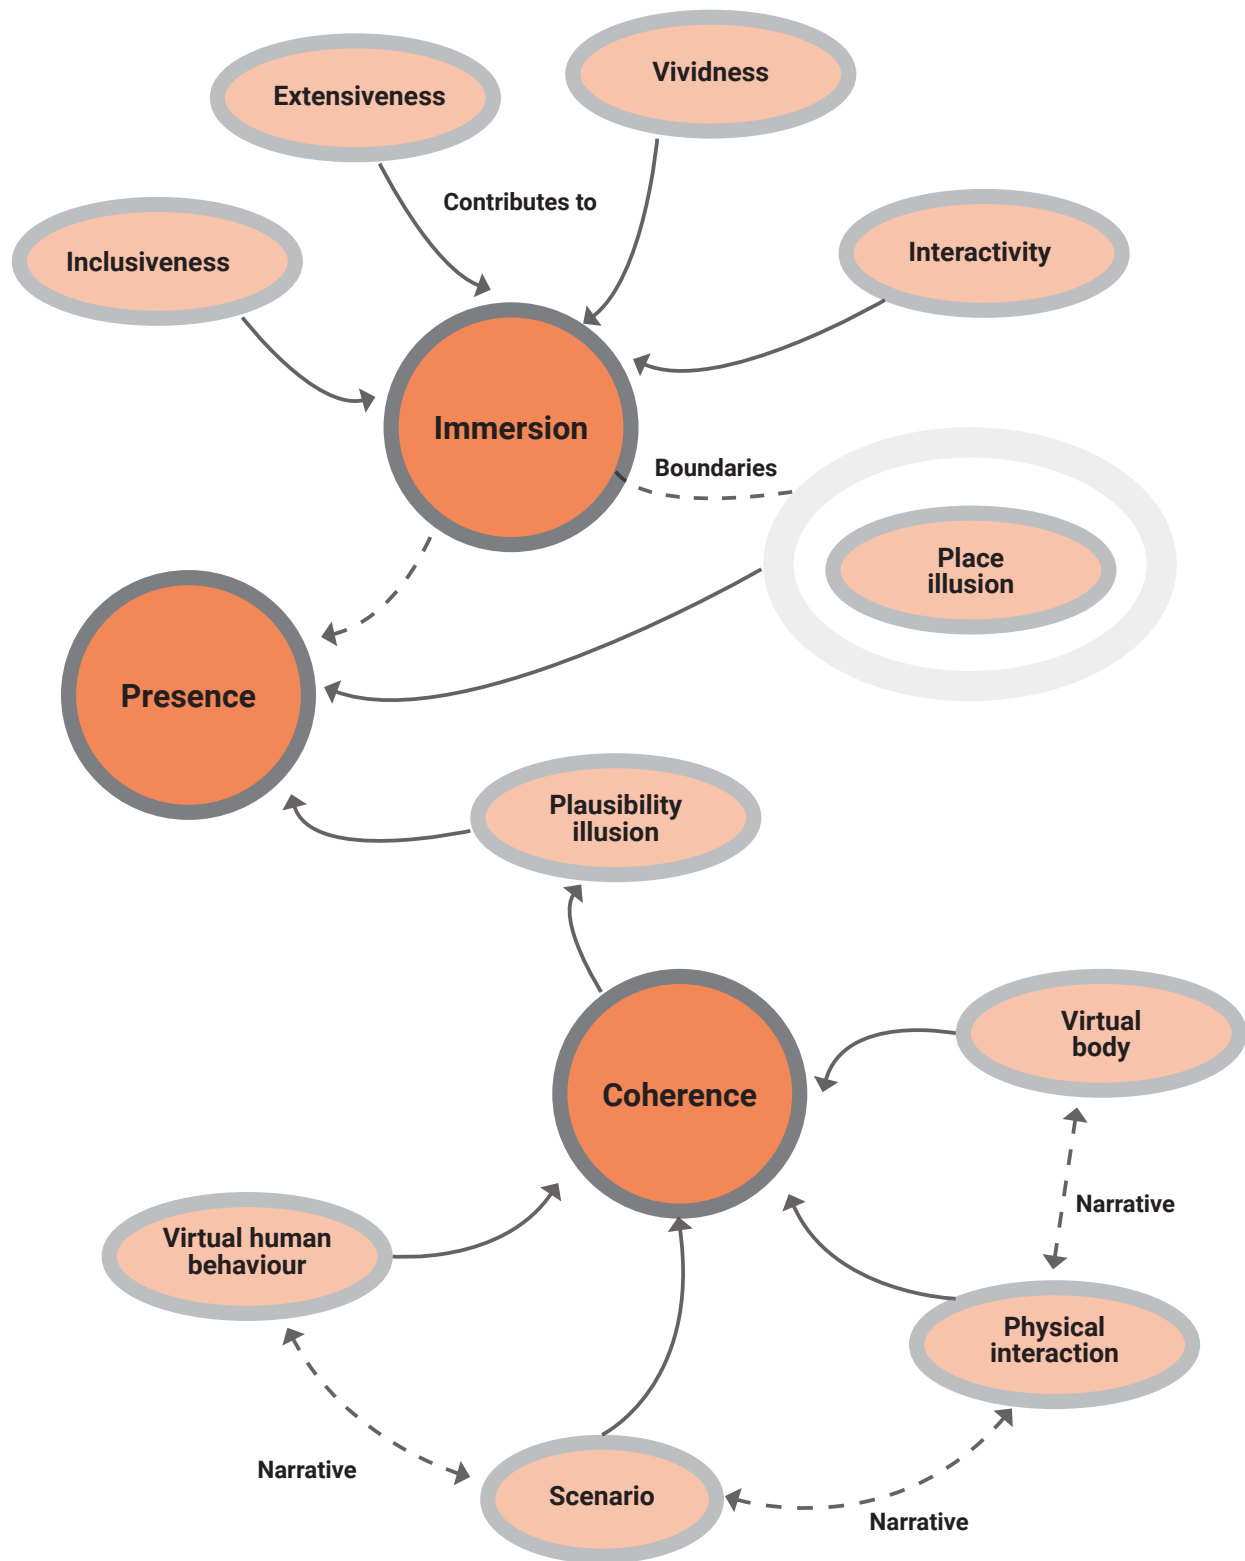 Vividness
Extensiveness
Contributes to
Interactivity
Inclusiveness
Immersion
Boundaries
Place
illusion
Presence
Plausibility
illusion
Virtual
body
Coherence
Narrative
Virtual human
behaviour
Physical
interaction
Narrative
Scenario
Narrative